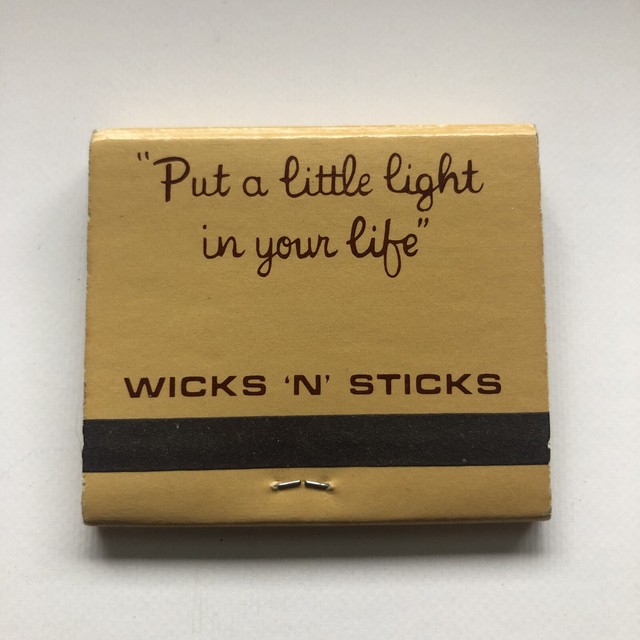 "Put a little light
in your life"
WICKS 'N' STICKS